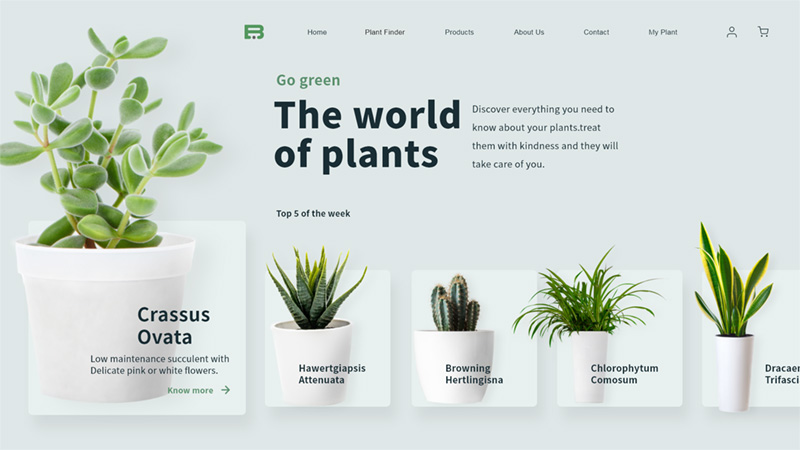 Home
Plant Finder
Products
About Us
Contact
My Plant
Go green
The world
of plants
Discover everything you need to
know about your plants.treat
them with kindness and they will
take care of you.
Top 5 of the week
Crassus
Ovata
Low maintenance succulent with
Delicate pink or white flowers.
Know more
Hawertgiapsis
Attenuata
Browning
Hertlingisna
Chlorophytum
Comosum
Dracaen
Trifasci